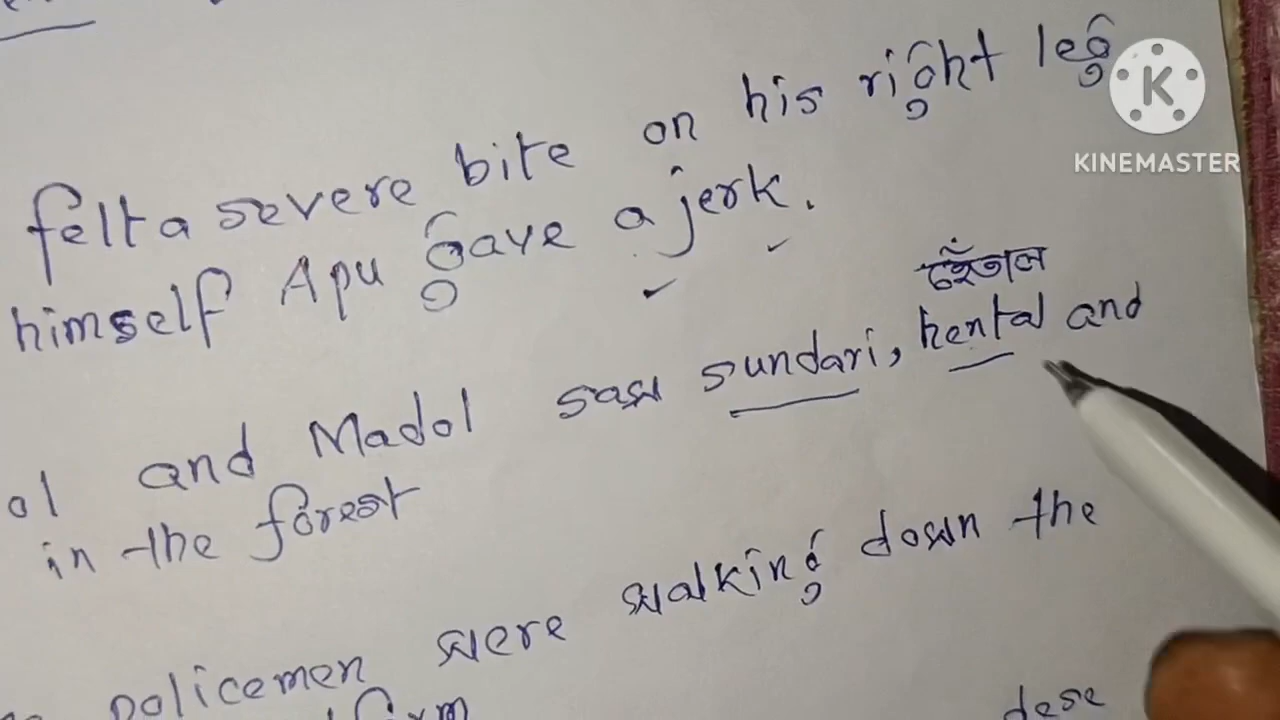 felt a severe bite on his right leg
himself Apu gave a jerk.
হেঁতাল
ol and Madol saw sundari, hental and
in the forest
policemen were walking down the
KINEMASTER